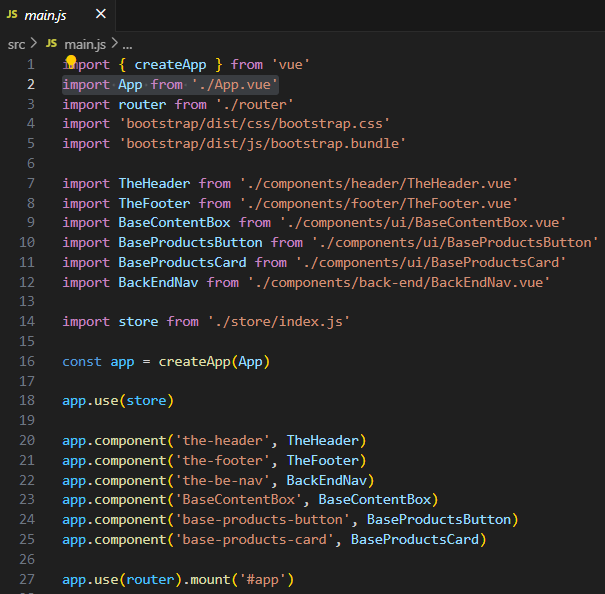 JS main.js ×
src > JS main.js > ...
1 import { createApp } from 'vue'
2 import App from './App.vue'
3 import router from './router'
4 import 'bootstrap/dist/css/bootstrap.css'
5 import 'bootstrap/dist/js/bootstrap.bundle'
6
7 import TheHeader from './components/header/TheHeader.vue'
8 import TheFooter from './components/footer/TheFooter.vue'
9 import BaseContentBox from './components/ui/BaseContentBox.vue'
10 import BaseProductsButton from './components/ui/BaseProductsButton'
11 import BaseProductsCard from './components/ui/BaseProductsCard'
12 import BackEndNav from './components/back-end/BackEndNav.vue'
13
14 import store from './store/index.js'
15
16 const app = createApp(App)
17
18 app.use(store)
19
20 app.component('the-header', TheHeader)
21 app.component('the-footer', TheFooter)
22 app.component('the-be-nav', BackEndNav)
23 app.component('BaseContentBox', BaseContentBox)
24 app.component('base-products-button', BaseProductsButton)
25 app.component('base-products-card', BaseProductsCard)
26
27 app.use(router).mount('#app')